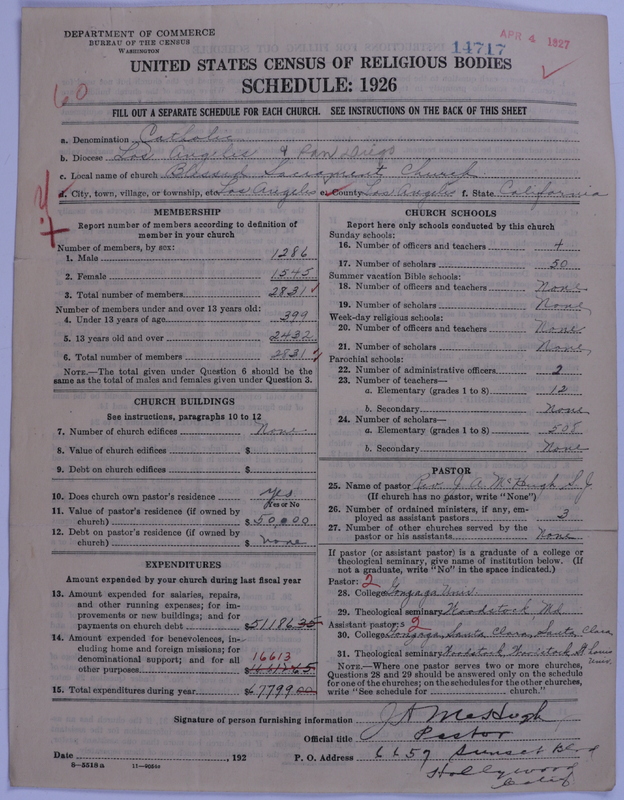 DEPARTMENT OF COMMERCE
BUREAU OF THE CENSUS
WASHINGTON
14717
APR 4 1927
UNITED STATES CENSUS OF RELIGIOUS BODIES
SCHEDULE: 1926
60
FILL OUT A SEPARATE SCHEDULE FOR EACH CHURCH. SEE INSTRUCTIONS ON THE BACK OF THIS SHEET
a. Denomination Catholic
b. Diocese Los Angeles & San Diego
c. Local name of church Blessed Sacrament Church
d. City, town, village, or township, etc. Los Angeles e. County Los Angeles f. State California
MEMBERSHIP
Report number of members according to definition of
member in your church
Number of members, by sex:
1. Male 1286
2. Female 1545
3. Total number of members 2831
Number of members under and over 13 years old:
4. Under 13 years of age 399
5. 13 years old and over 2432
6. Total number of members 2831
NOTE.—The total given under Question 6 should be
same as the total of males and females given under Question 3.
CHURCH BUILDINGS
See instructions, paragraphs 10 to 12
7. Number of church edifices None
8. Value of church edifices $
9. Debt on church edifices $
10. Does church own pastor's residence yes
Yes or No
11. Value of pastor's residence (if owned by
church) $50,000
12. Debt on pastor's residence (if owned by
church) $ none
EXPENDITURES
Amount expended by your church during last fiscal year
13. Amount expended for salaries, repairs,
and other running expenses; for im-
provements or new buildings; and for
payments on church debt $51186.35
14. Amount expended for benevolences, in-
cluding home and foreign missions; for
denominational support; and for all
16613
other purposes $
15. Total expenditures during year $67799.00
CHURCH SCHOOLS
Report here only schools conducted by this church
Sunday schools:
16. Number of officers and teachers 4
17. Number of scholars 50
Summer vacation Bible schools:
18. Number of officers and teachers None
19. Number of scholars None
Week-day religious schools:
20. Number of officers and teachers None
21. Number of scholars None
Parochial schools:
22. Number of administrative officers 2
23. Number of teachers—
a. Elementary (grades 1 to 8) 12
b. Secondary None
24. Number of scholars—
a. Elementary (grades 1 to 8) 508
b. Secondary None
PASTOR
25. Name of pastor Rev. J. A. McHugh S.J.
(If church has no pastor, write "None")
26. Number of ordained ministers, if any, em-
ployed as assistant pastors 3
27. Number of other churches served by the
pastor or his assistants None
If pastor (or assistant pastor) is a graduate of a college or
theological seminary, give name of institution below. (If
not a graduate, write "No" in the space indicated.)
Pastor: 2
28. College Gonzaga Univ.
29. Theological seminary Woodstock, Md
Assistant pastor: s 2
30. College Gonzaga, Santa Clara, Santa Clara
31. Theological seminary Woodstock, Woodstock, St Louis
Univ.
NOTE.—Where one pastor serves two or more churches,
Questions 28 and 29 should be answered only on the schedule
for one of the churches; on the schedules for the other churches,
write "See schedule for church."
Signature of person furnishing information J A McHugh
Official title Pastor
Date , 192 P. O. Address 6657 Sunset Blvd
Hollywood
Calif
8-5518a